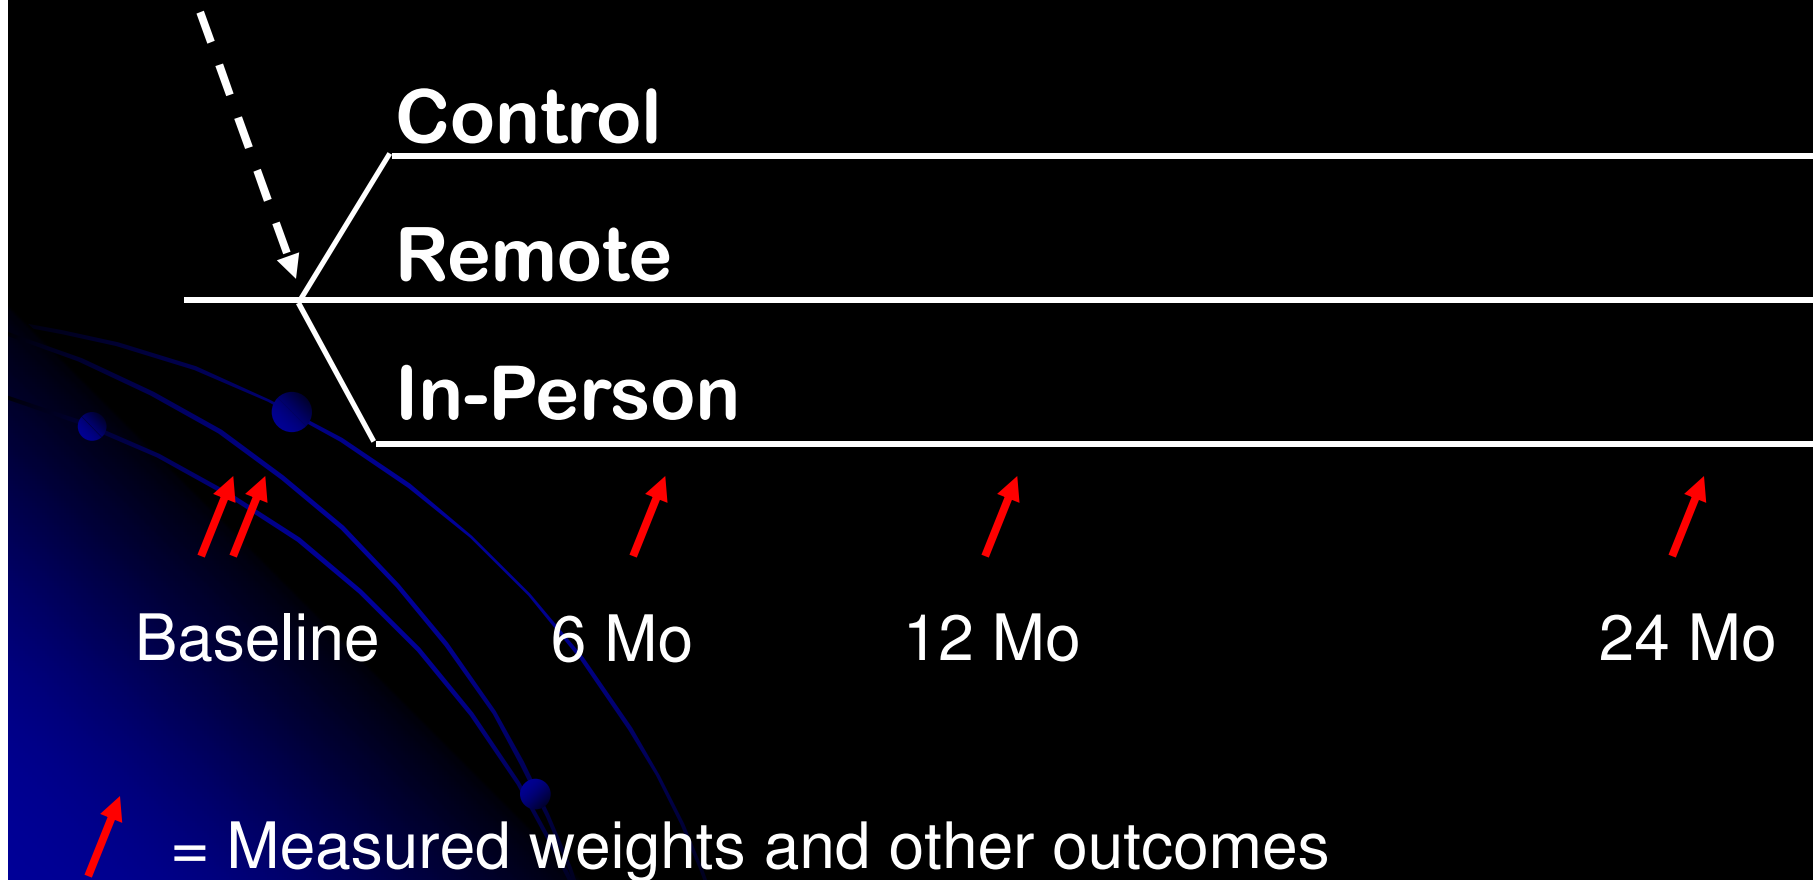 Control
Remote
In-Person
Baseline 6 Mo 12 Mo 24 Mo
= Measured weights and other outcomes